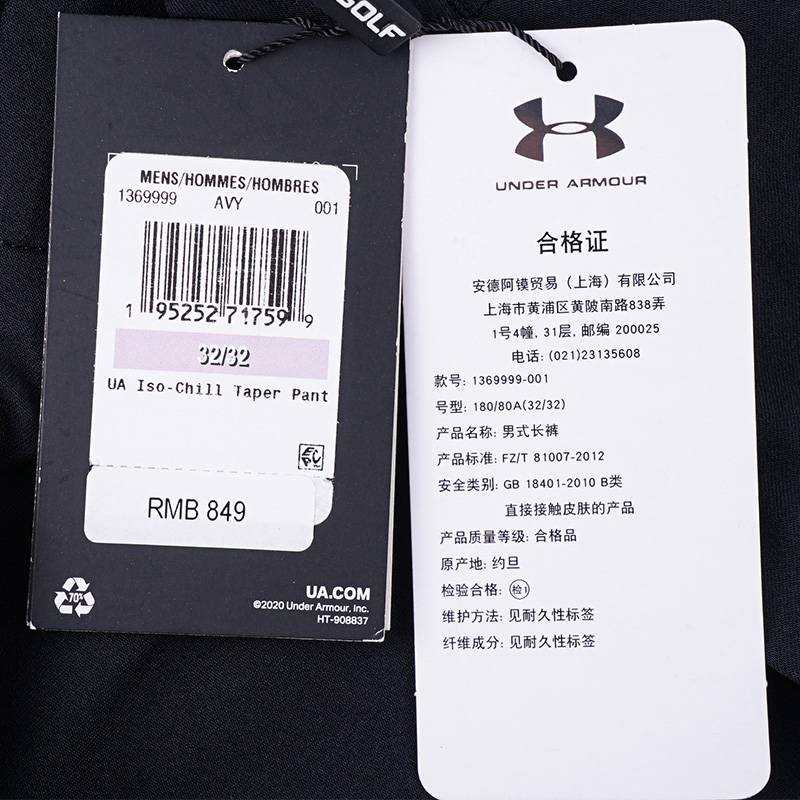 GOLF
MENS/HOMMES/HOMBRES
1369999 AVY 001
1 95252 71759 9
32/32
UA Iso-Chill Taper Pant
RMB 849
70%
UA.COM
©2020 Under Armour, Inc.
HT-908837
UNDER ARMOUR
合格证
安德阿镆贸易（上海）有限公司
上海市黄浦区黄陂南路838弄
1号4幢, 31层, 邮编 200025
电话: (021)23135608
款号: 1369999-001
号型: 180/80A(32/32)
产品名称: 男式长裤
产品标准: FZ/T 81007-2012
安全类别: GB 18401-2010 B类
直接接触皮肤的产品
产品质量等级: 合格品
原产地: 约旦
检验合格: 检1
维护方法: 见耐久性标签
纤维成分: 见耐久性标签